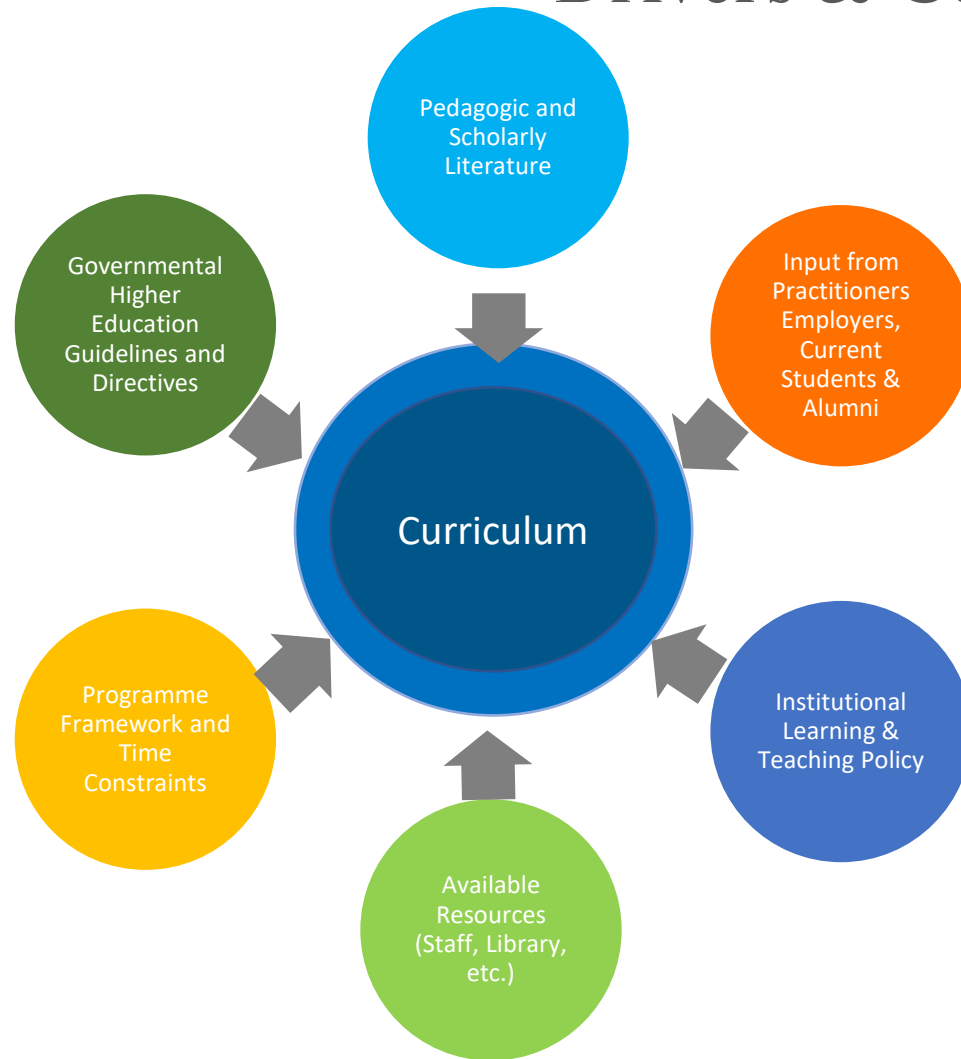 Drivers &
Pedagogic and
Scholarly
Literature
Governmental
Higher
Education
Guidelines and
Directives
Input from
Practitioners
Employers,
Current
Students &
Alumni
Curriculum
Programme
Framework and
Time
Constraints
Institutional
Learning &
Teaching Policy
Available
Resources
(Staff, Library,
etc.)